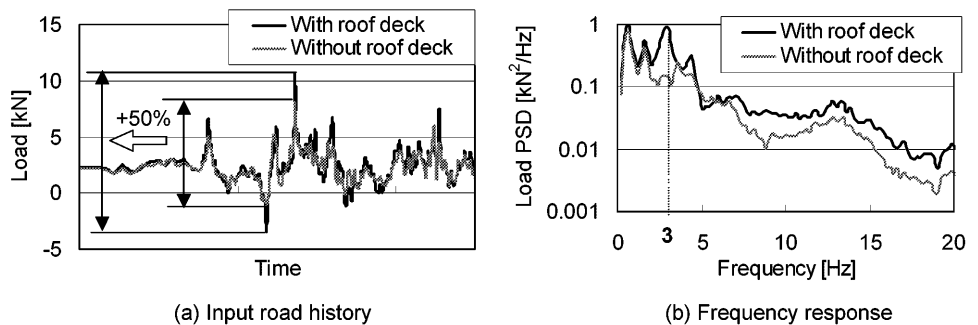 With roof deck
Without roof deck
15
10
5
0
-5
Load [kN]
+50%
Time
(a) Input road history
With roof deck
Without roof deck
1
0.1
0.01
0.001
Load PSD [kN²/Hz]
0
3
5
10
15
20
Frequency [Hz]
(b) Frequency response